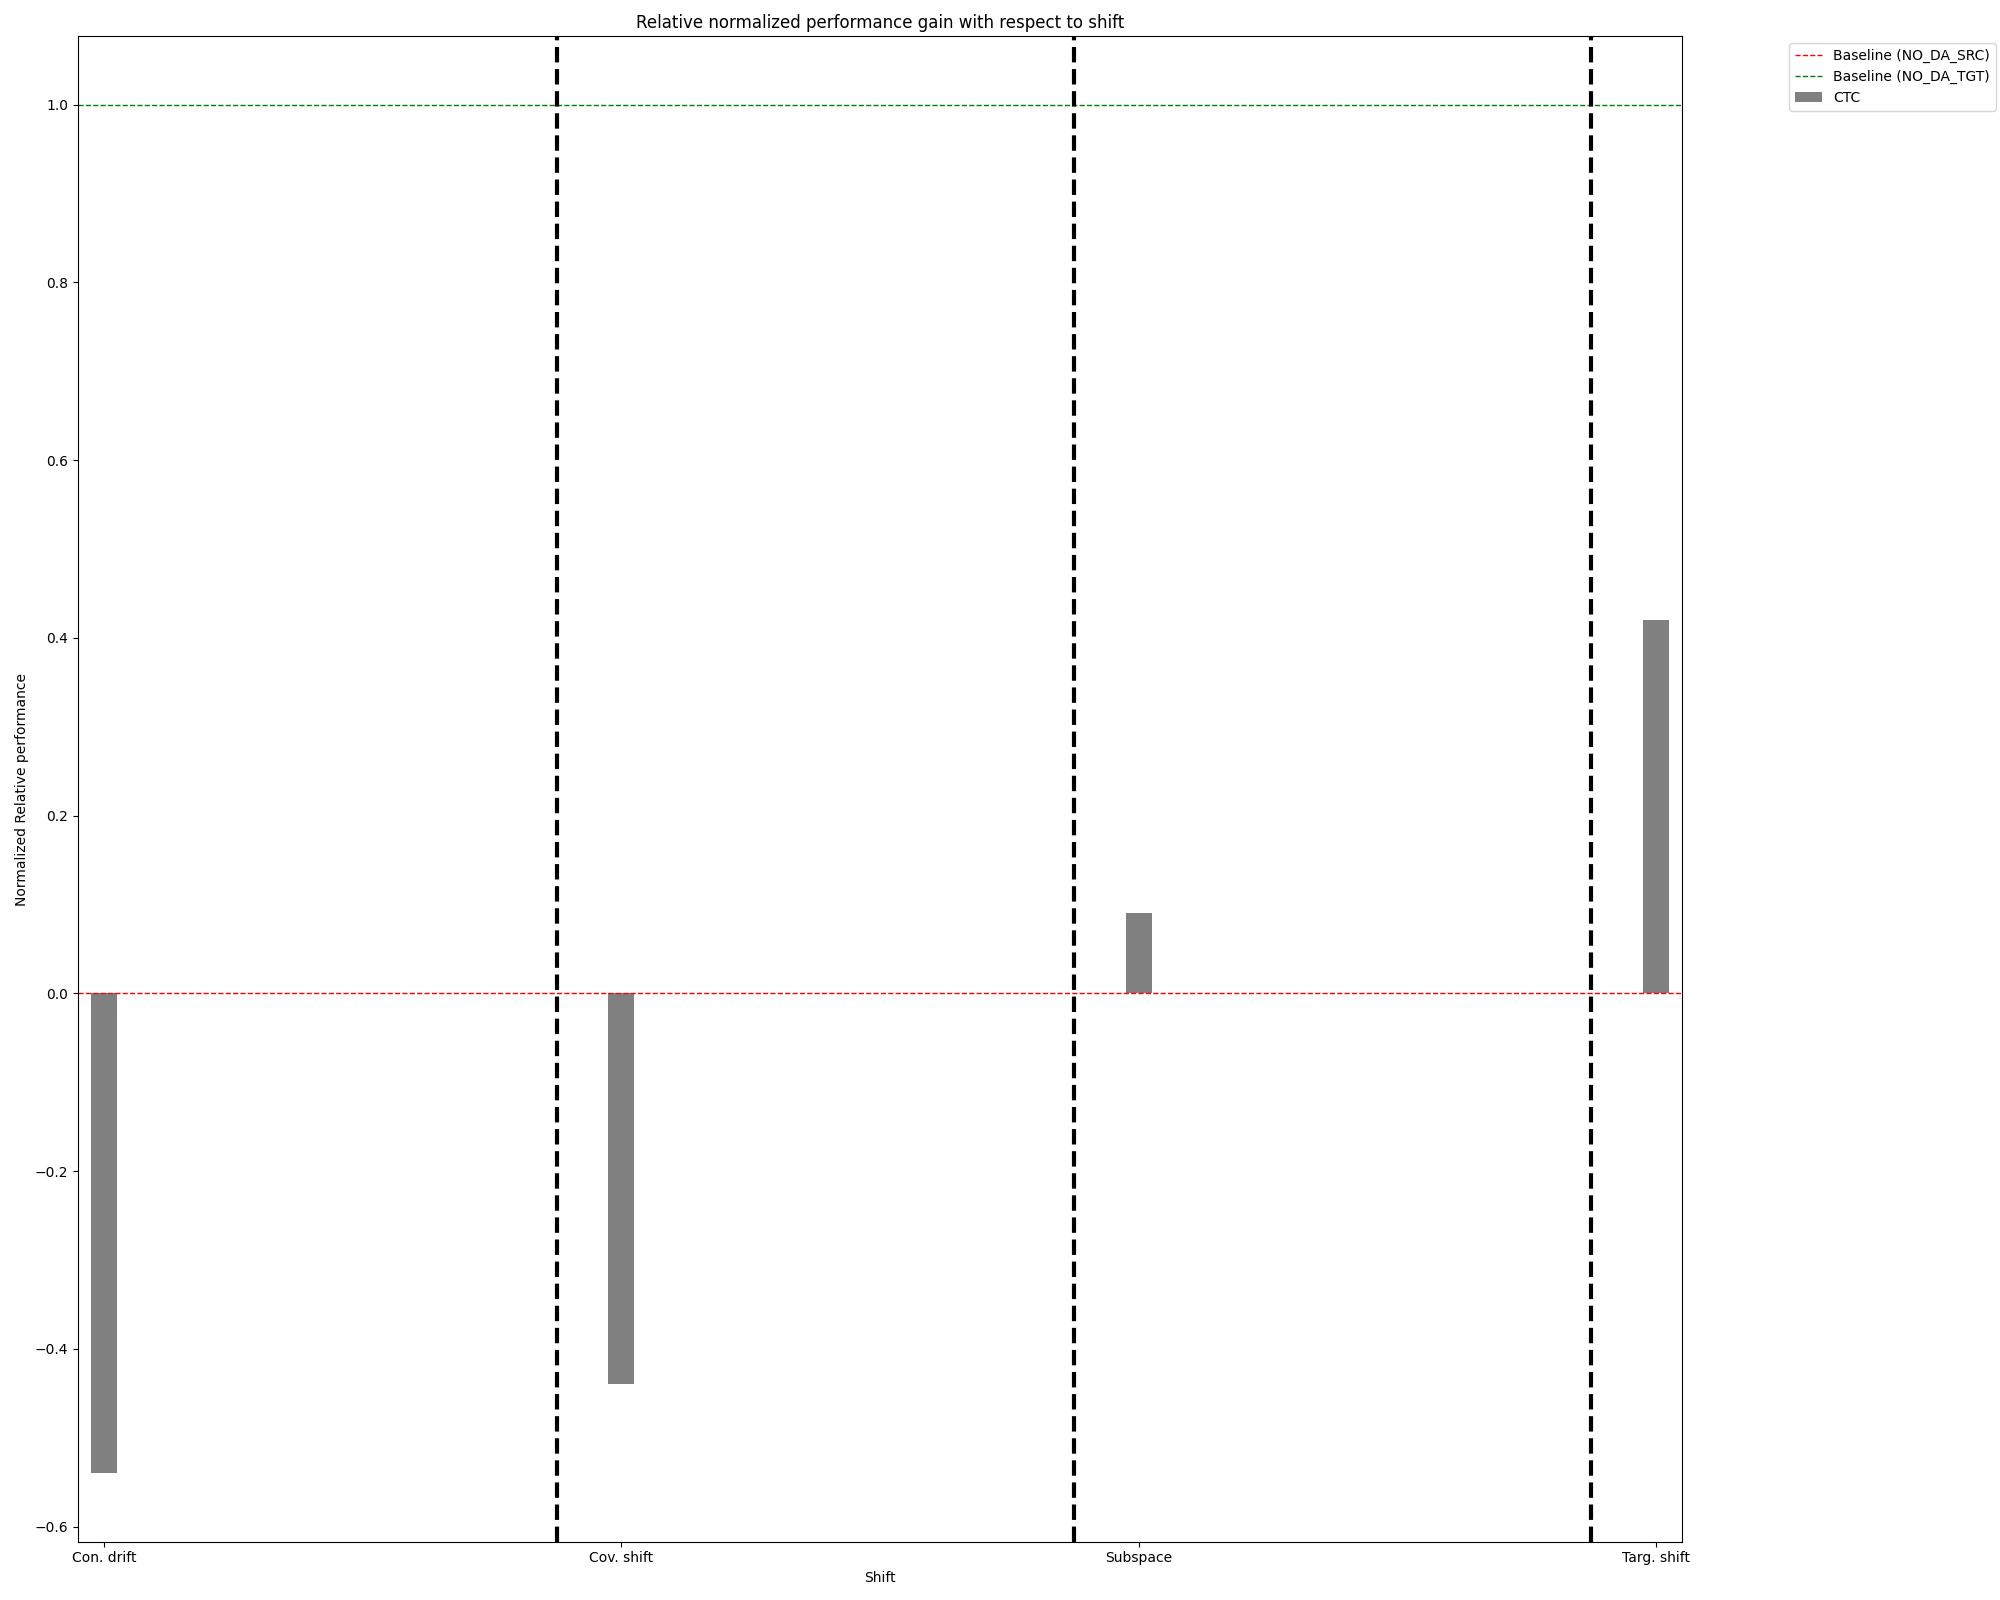 Relative normalized performance gain with respect to shift
Baseline (NO_DA_SRC)
Baseline (NO_DA_TGT)
CTC
1.0
0.8
0.6
0.4
0.2
0.0
−0.2
−0.4
−0.6
Normalized Relative performance
Con. drift
Cov. shift
Subspace
Targ. shift
Shift